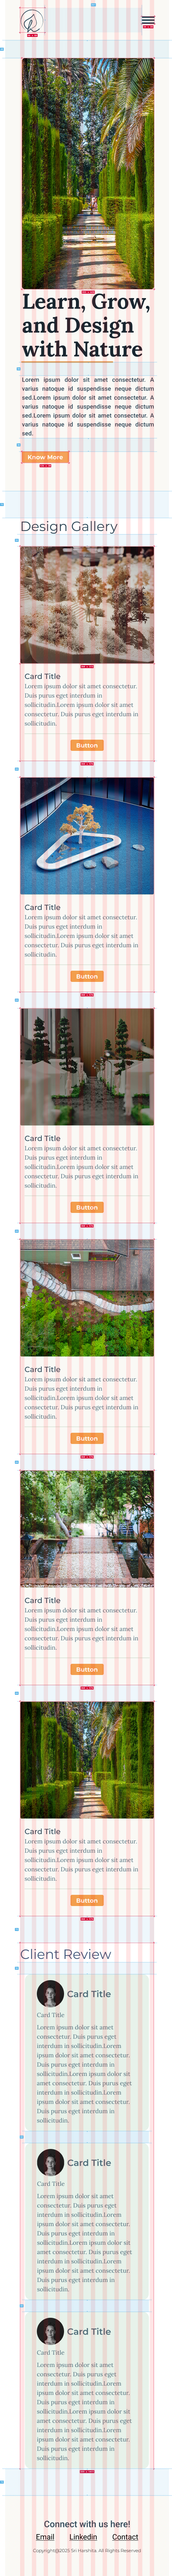 Learn, Grow,
and Design
with Nature
Lorem ipsum dolor sit amet consectetur. A
varius natoque id suspendisse neque dictum
sed.Lorem ipsum dolor sit amet consectetur. A
varius natoque id suspendisse neque dictum
sed.Lorem ipsum dolor sit amet consectetur. A
varius natoque id suspendisse neque dictum
sed.
Know More
Design Gallery
Card Title
Lorem ipsum dolor sit amet consectetur.
Duis purus eget interdum in
sollicitudin.Lorem ipsum dolor sit amet
consectetur. Duis purus eget interdum in
sollicitudin.
Button
Card Title
Lorem ipsum dolor sit amet consectetur.
Duis purus eget interdum in
sollicitudin.Lorem ipsum dolor sit amet
consectetur. Duis purus eget interdum in
sollicitudin.
Button
Card Title
Lorem ipsum dolor sit amet consectetur.
Duis purus eget interdum in
sollicitudin.Lorem ipsum dolor sit amet
consectetur. Duis purus eget interdum in
sollicitudin.
Button
Card Title
Lorem ipsum dolor sit amet consectetur.
Duis purus eget interdum in
sollicitudin.Lorem ipsum dolor sit amet
consectetur. Duis purus eget interdum in
sollicitudin.
Button
Card Title
Lorem ipsum dolor sit amet consectetur.
Duis purus eget interdum in
sollicitudin.Lorem ipsum dolor sit amet
consectetur. Duis purus eget interdum in
sollicitudin.
Button
Card Title
Lorem ipsum dolor sit amet consectetur.
Duis purus eget interdum in
sollicitudin.Lorem ipsum dolor sit amet
consectetur. Duis purus eget interdum in
sollicitudin.
Button
Client Review
Card Title
Card Title
Lorem ipsum dolor sit amet
consectetur. Duis purus eget
interdum in sollicitudin.Lorem
ipsum dolor sit amet consectetur.
Duis purus eget interdum in
sollicitudin.Lorem ipsum dolor sit
amet consectetur. Duis purus eget
interdum in sollicitudin.Lorem
ipsum dolor sit amet consectetur.
Duis purus eget interdum in
sollicitudin.
Card Title
Card Title
Lorem ipsum dolor sit amet
consectetur. Duis purus eget
interdum in sollicitudin.Lorem
ipsum dolor sit amet consectetur.
Duis purus eget interdum in
sollicitudin.Lorem ipsum dolor sit
amet consectetur. Duis purus eget
interdum in sollicitudin.Lorem
ipsum dolor sit amet consectetur.
Duis purus eget interdum in
sollicitudin.
Card Title
Card Title
Lorem ipsum dolor sit amet
consectetur. Duis purus eget
interdum in sollicitudin.Lorem
ipsum dolor sit amet consectetur.
Duis purus eget interdum in
sollicitudin.Lorem ipsum dolor sit
amet consectetur. Duis purus eget
interdum in sollicitudin.Lorem
ipsum dolor sit amet consectetur.
Duis purus eget interdum in
sollicitudin.
Connect with us here!
Email Linkedin Contact
Copyright@2025 Sri Harshita. All Rights Reserved